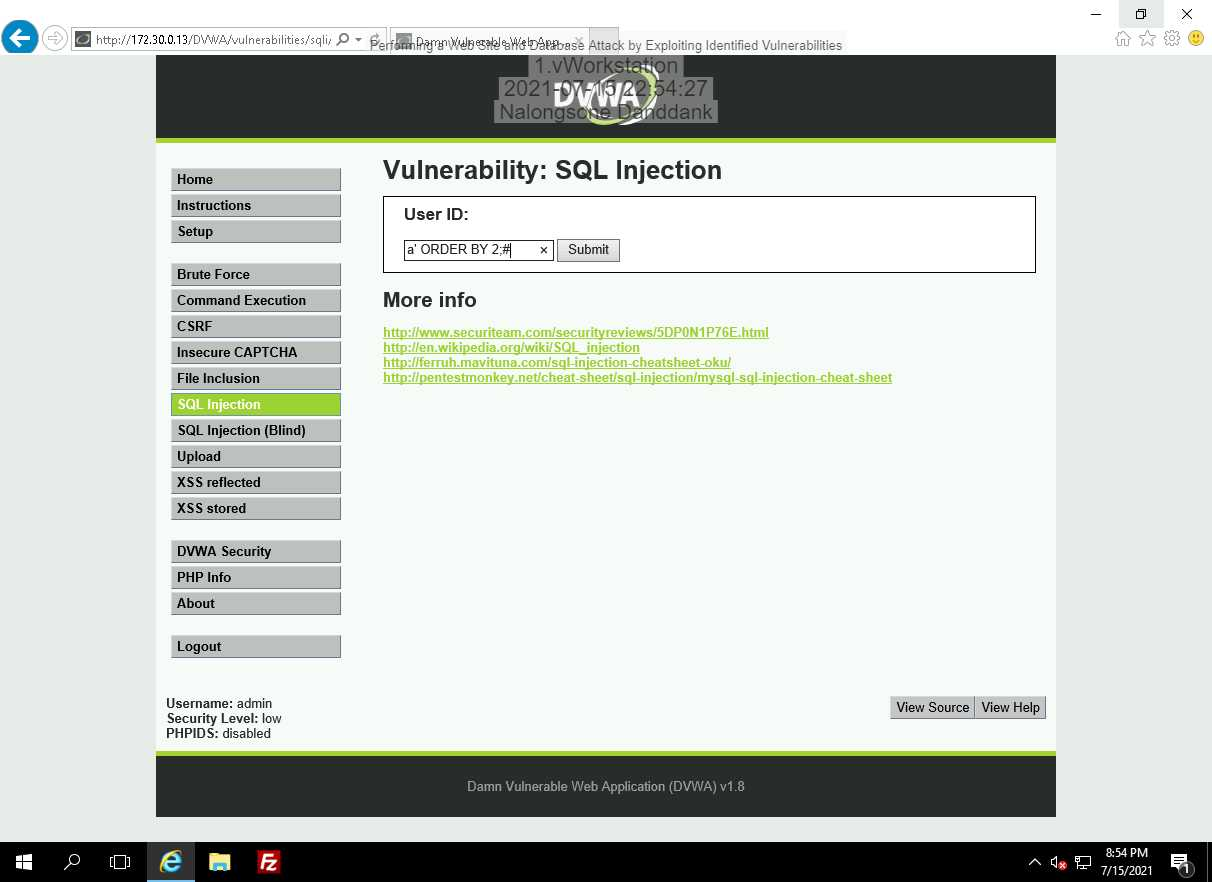 http://172.30.0.13/DVWA/vulnerabilities/sqli/
Damn Vulnerable Web App...
Performing a Web Site and Database Attack by Exploiting Identified Vulnerabilities
1.vWorkstation
2021-07-15 22:54:27
Nalongsone Danddank
DVWA
Vulnerability: SQL Injection
Home
Instructions
Setup
Brute Force
Command Execution
CSRF
Insecure CAPTCHA
File Inclusion
SQL Injection
SQL Injection (Blind)
Upload
XSS reflected
XSS stored
DVWA Security
PHP Info
About
Logout
User ID:
a' ORDER BY 2;#
Submit
More info
http://www.securiteam.com/securityreviews/5DP0N1P76E.html
http://en.wikipedia.org/wiki/SQL_injection
http://ferruh.mavituna.com/sql-injection-cheatsheet-oku/
http://pentestmonkey.net/cheat-sheet/sql-injection/mysql-sql-injection-cheat-sheet
Username: admin
Security Level: low
PHPIDS: disabled
View Source
View Help
Damn Vulnerable Web Application (DVWA) v1.8
8:54 PM
7/15/2021
1